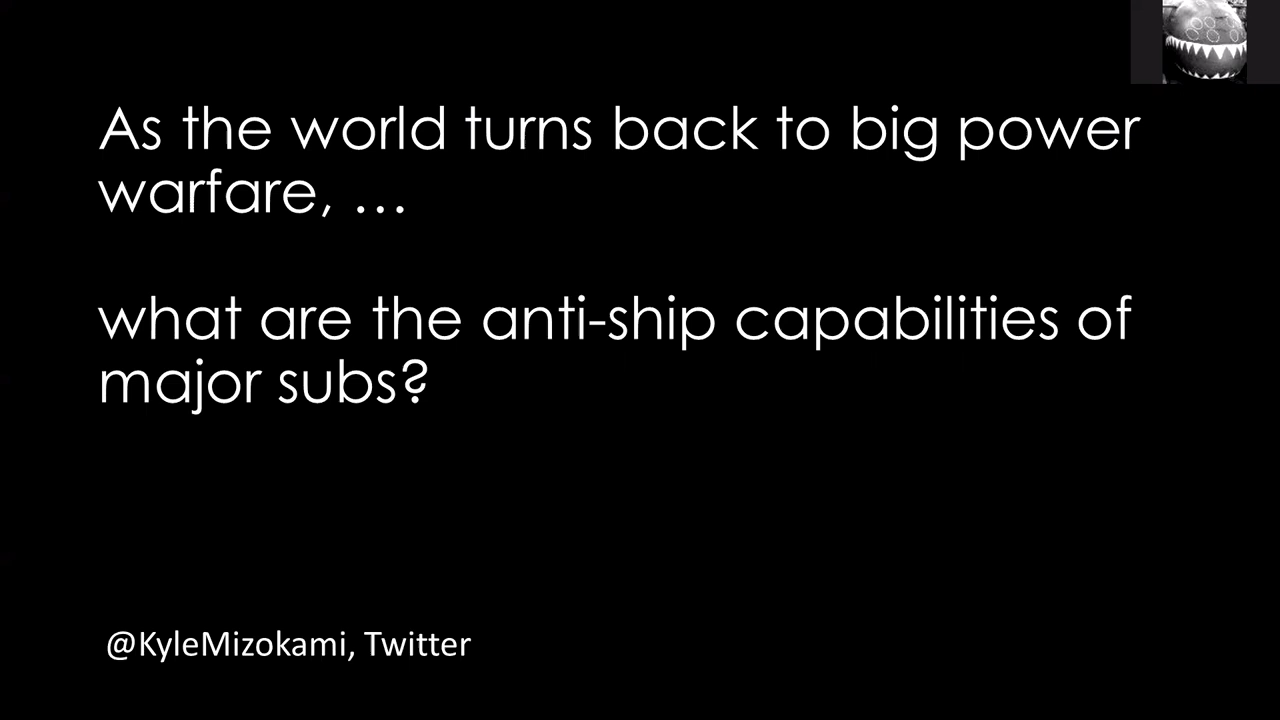 As the world turns back to big power
warfare, …
what are the anti-ship capabilities of
major subs?
@KyleMizokami, Twitter